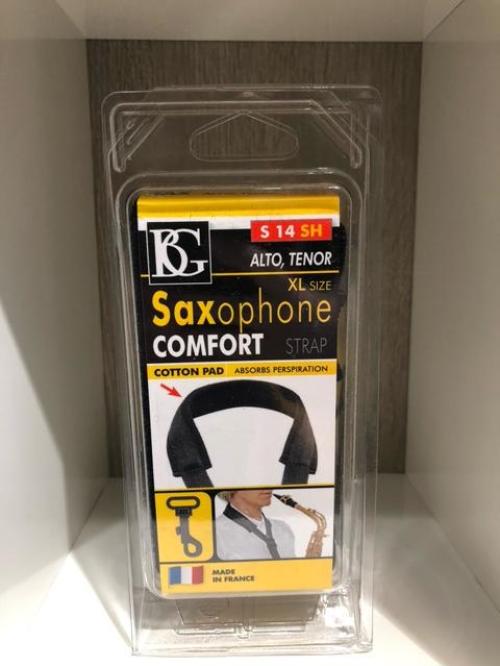 BG
S 14 SH
ALTO, TENOR
XL SIZE
Saxophone
COMFORT STRAP
COTTON PAD ABSORBS PERSPIRATION
MADE
IN FRANCE